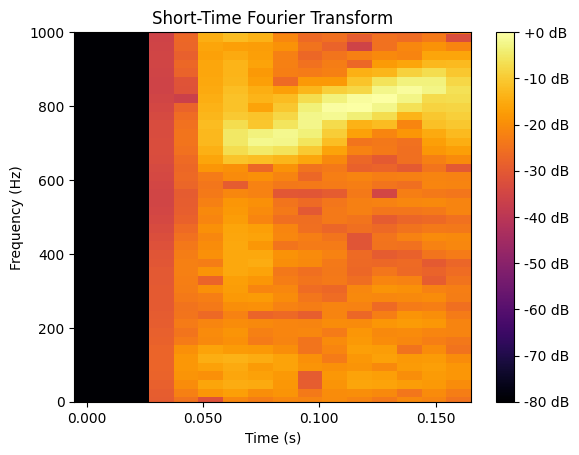 Short-Time Fourier Transform
1000
800
600
400
200
0
Frequency (Hz)
0.000
0.050
0.100
0.150
Time (s)
+0 dB
-10 dB
-20 dB
-30 dB
-40 dB
-50 dB
-60 dB
-70 dB
-80 dB